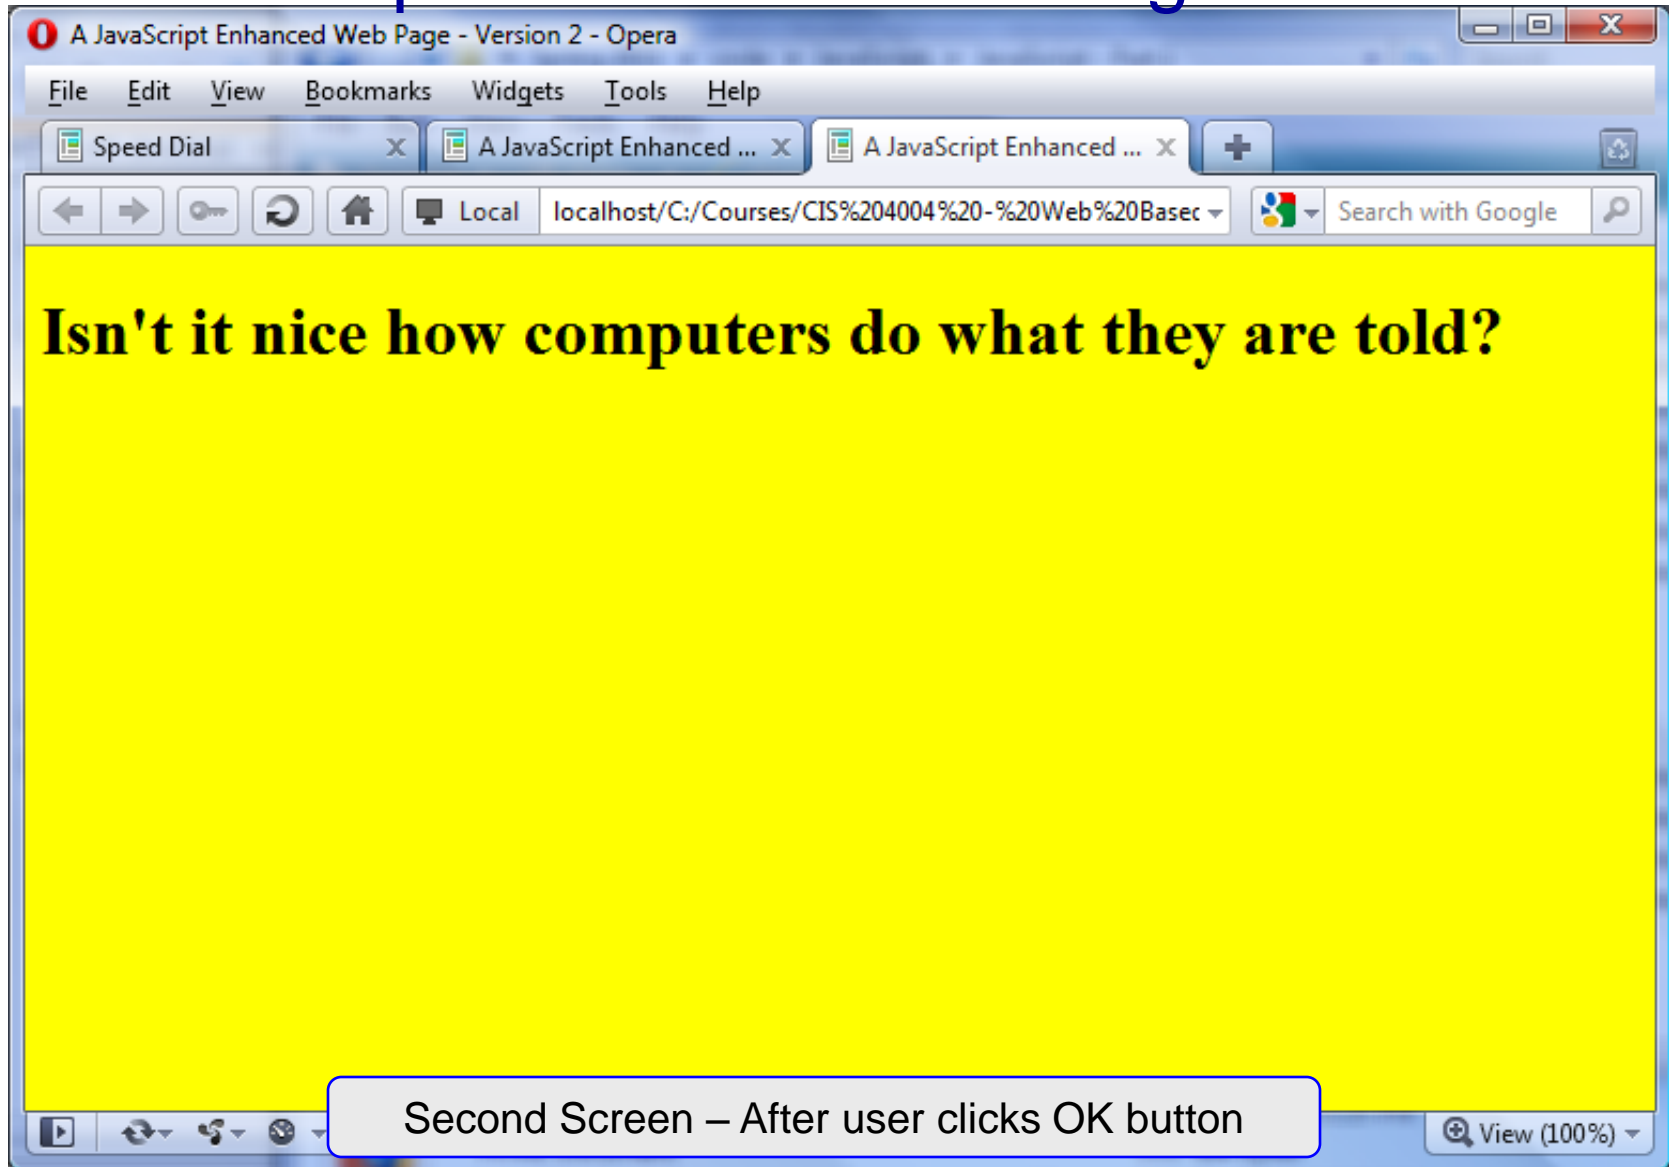 A JavaScript Enhanced Web Page - Version 2 - Opera
File Edit View Bookmarks Widgets Tools Help
Speed Dial A JavaScript Enhanced ... A JavaScript Enhanced ...
Local localhost/C:/Courses/CIS%204004%20-%20Web%20Based Search with Google
Isn't it nice how computers do what they are told?
Second Screen – After user clicks OK button
View (100%)